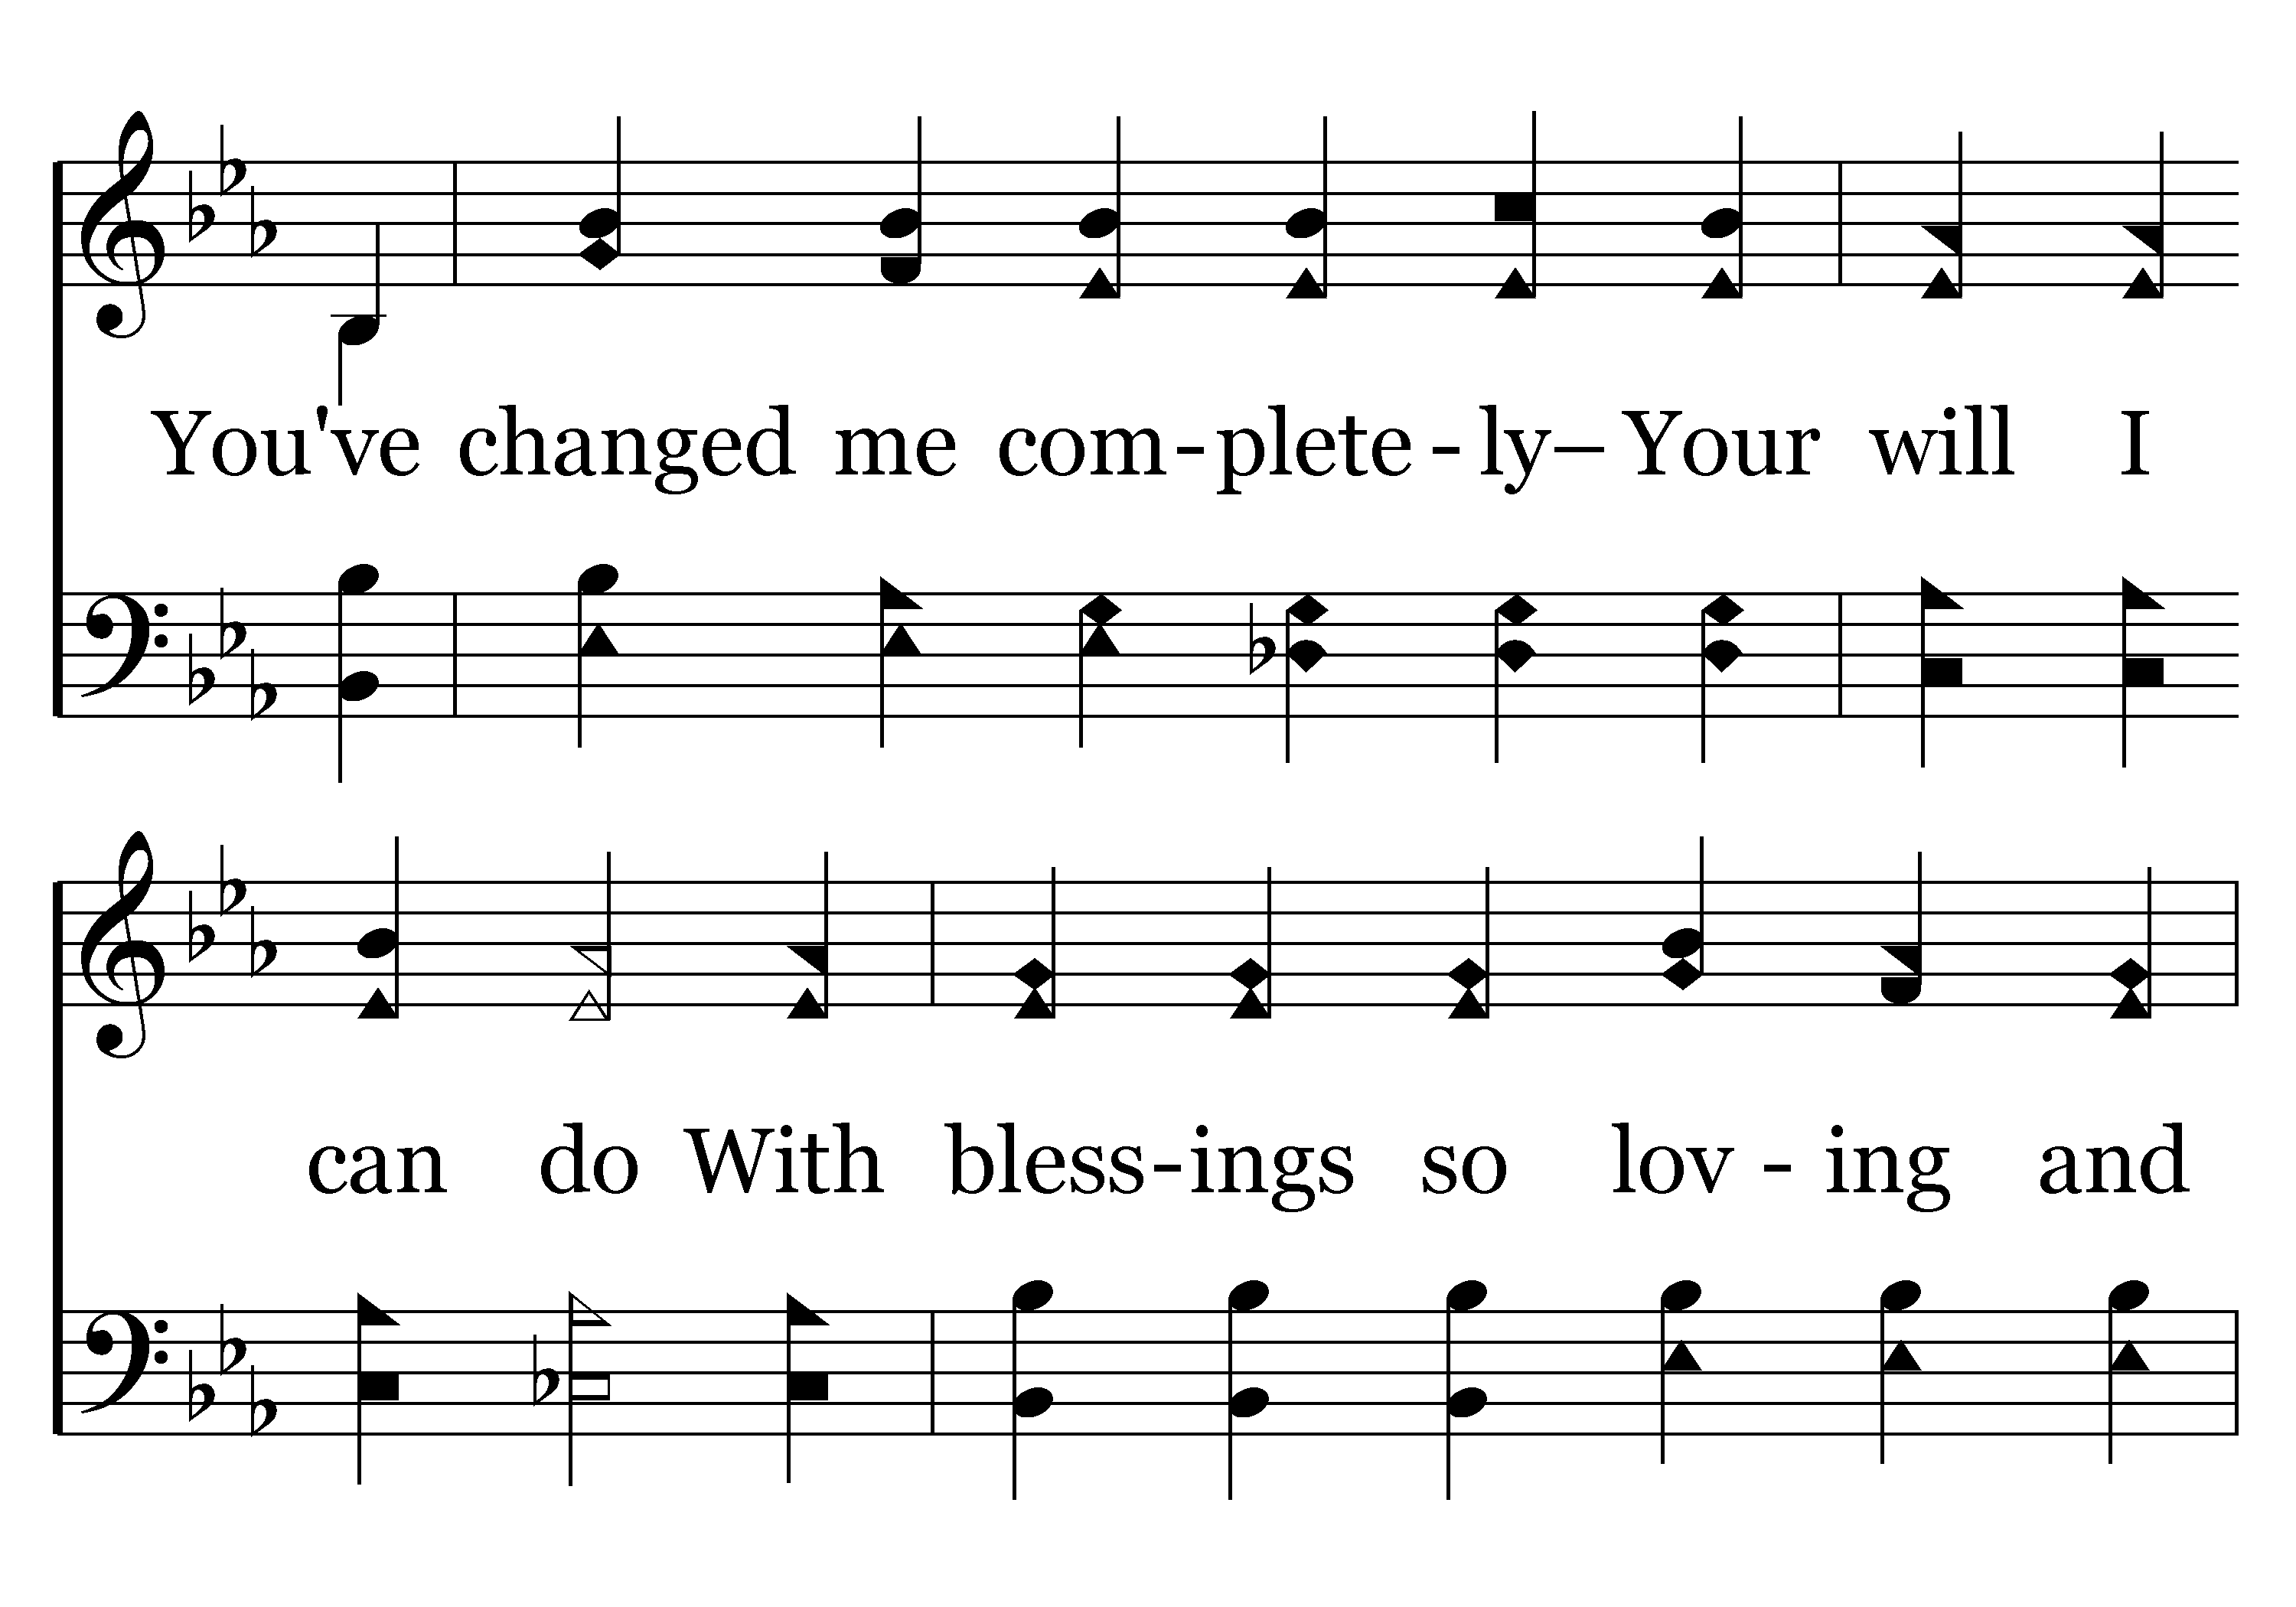 You've changed me com-plete-ly—Your will I
can do With bless-ings so lov-ing and